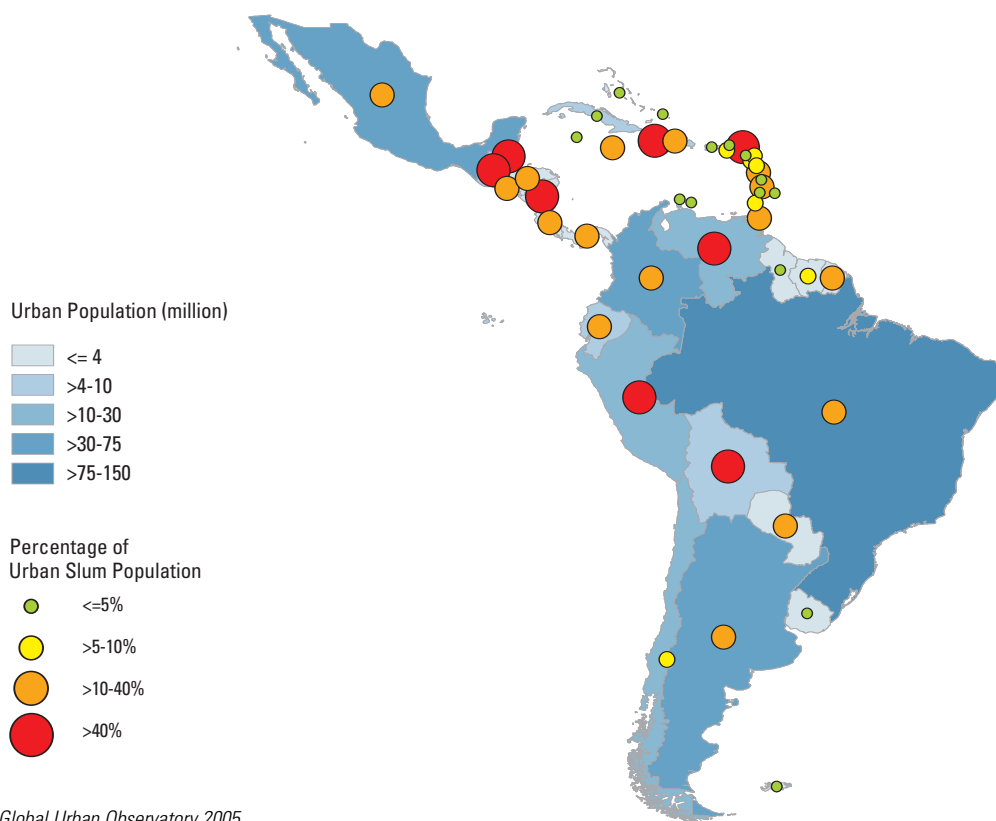 Urban Population (million)
<= 4
>4-10
>10-30
>30-75
>75-150
Percentage of
Urban Slum Population
<=5%
>5-10%
>10-40%
>40%
Global Urban Observatory 2005